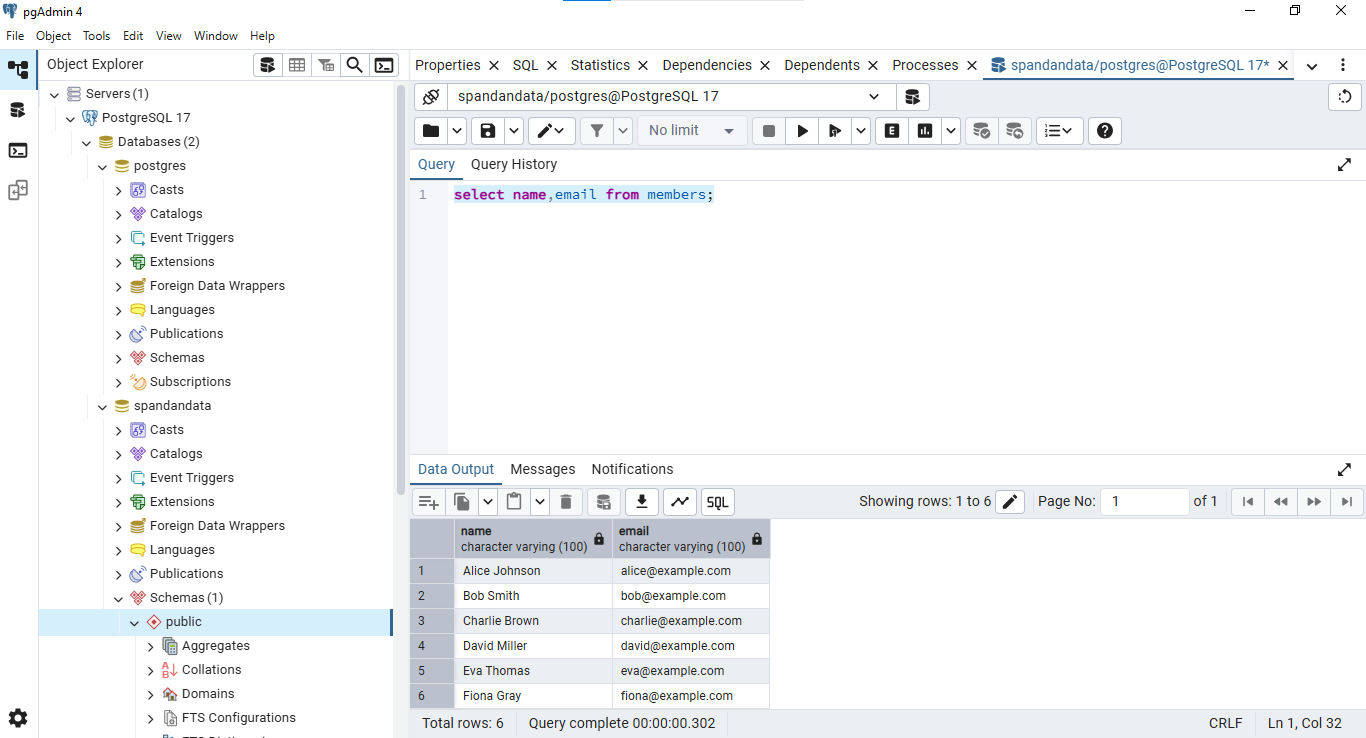 pgAdmin 4
File Object Tools Edit View Window Help
Object Explorer
Servers (1)
PostgreSQL 17
Databases (2)
postgres
Casts
Catalogs
Event Triggers
Extensions
Foreign Data Wrappers
Languages
Publications
Schemas
Subscriptions
spandandata
Casts
Catalogs
Event Triggers
Extensions
Foreign Data Wrappers
Languages
Publications
Schemas (1)
public
Aggregates
Collations
Domains
FTS Configurations
Properties SQL Statistics Dependencies Dependents Processes spandandata/postgres@PostgreSQL 17*
spandandata/postgres@PostgreSQL 17
No limit E
Query Query History
1 select name,email from members;
Data Output Messages Notifications
SQL Showing rows: 1 to 6 Page No: 1 of 1
name email
character varying (100) character varying (100)
1 Alice Johnson alice@example.com
2 Bob Smith bob@example.com
3 Charlie Brown charlie@example.com
4 David Miller david@example.com
5 Eva Thomas eva@example.com
6 Fiona Gray fiona@example.com
Total rows: 6 Query complete 00:00:00.302 CRLF Ln 1, Col 32